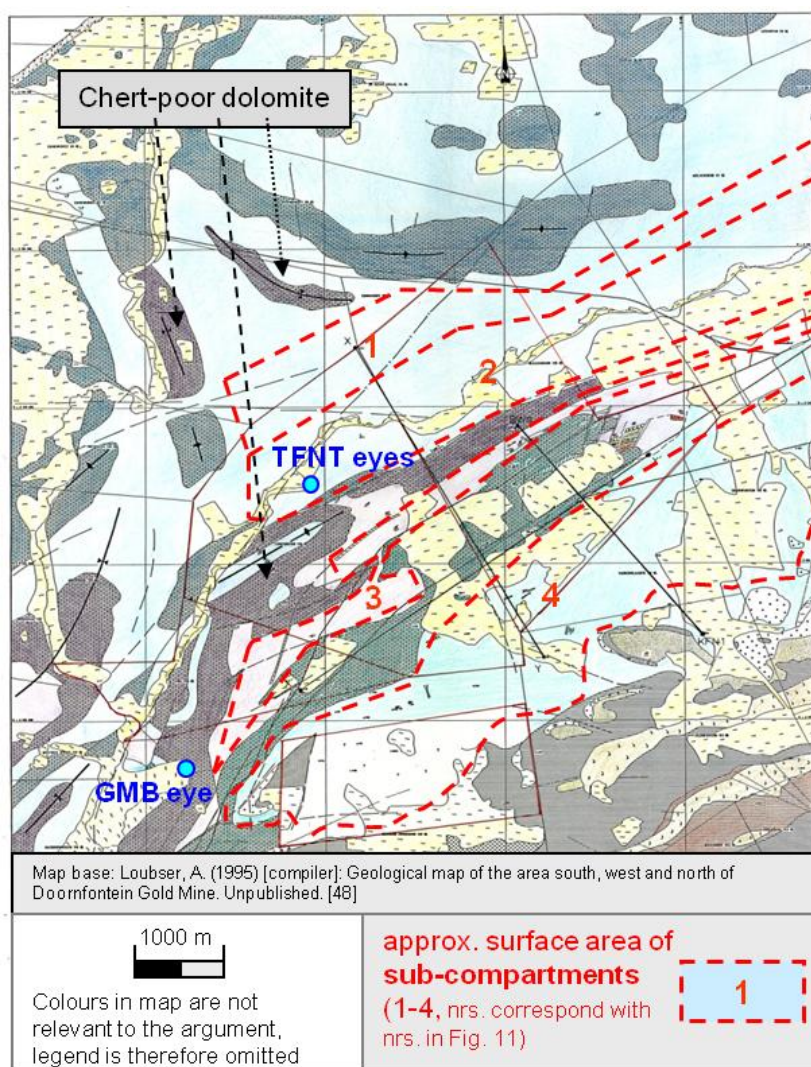 Chert-poor dolomite
N
1
X
2
TFNT eyes
3
4
KFN1
Y
GMB eye
Map base: Loubser, A. (1995) [compiler]: Geological map of the area south, west and north of
Doornfontein Gold Mine. Unpublished. [48]
1000 m
Colours in map are not
relevant to the argument,
legend is therefore omitted
approx. surface area of
sub-compartments
(1-4, nrs. correspond with
nrs. in Fig. 11)
1